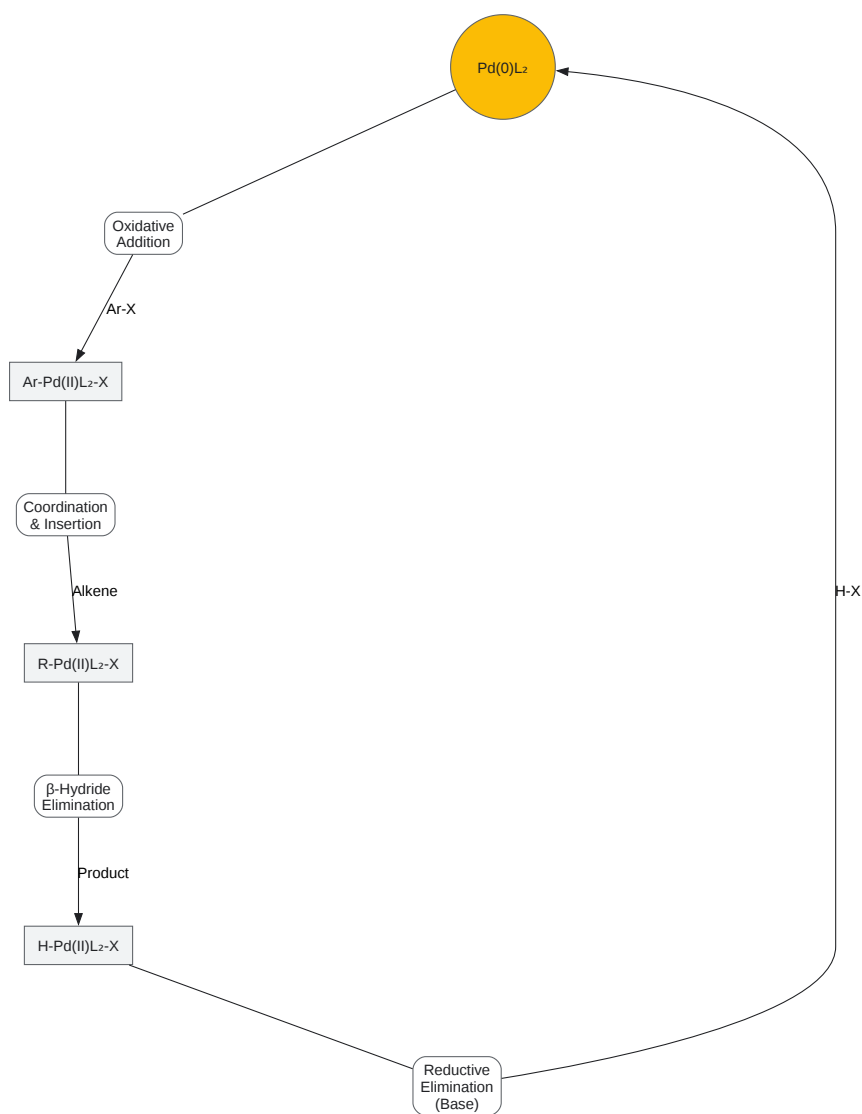 Pd(0)L₂
Oxidative
Addition
Ar-X
Ar-Pd(II)L₂-X
Coordination
& Insertion
Alkene
H-X
R-Pd(II)L₂-X
β-Hydride
Elimination
Product
H-Pd(II)L₂-X
Reductive
Elimination
(Base)